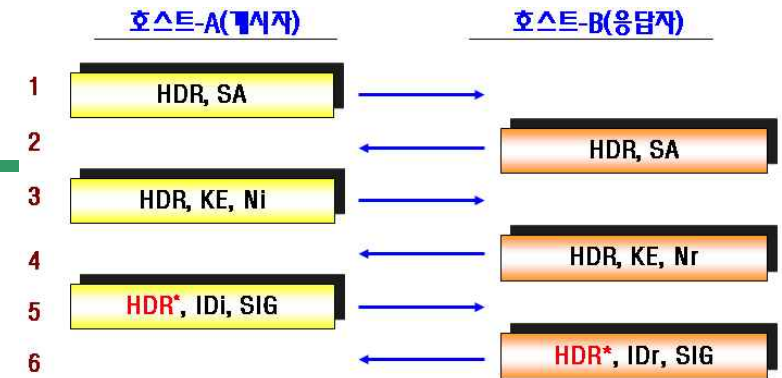 호스트-A(개시자)
호스트-B(응답자)
1
HDR, SA
2
HDR, SA
3
HDR, KE, Ni
4
HDR, KE, Nr
5
HDR*, IDi, SIG
6
HDR*, IDr, SIG